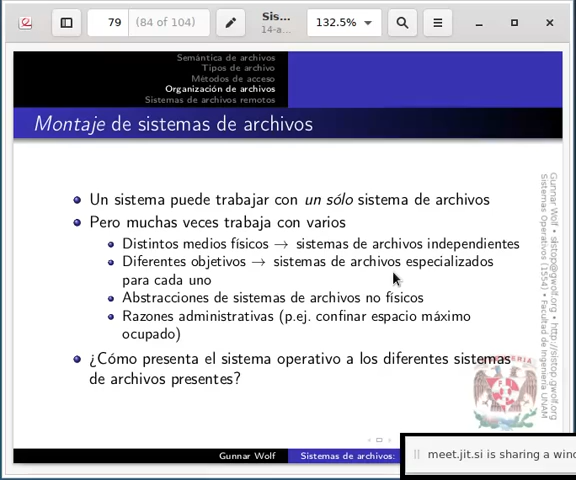 79 (84 of 104)
Sis...
14-a...
132.5%
Semántica de archivos
Tipos de archivo
Métodos de acceso
Organización de archivos
Sistemas de archivos remotos
Montaje de sistemas de archivos
Un sistema puede trabajar con un sólo sistema de archivos
Pero muchas veces trabaja con varios
Distintos medios físicos → sistemas de archivos independientes
Diferentes objetivos → sistemas de archivos especializados
para cada uno
Abstracciones de sistemas de archivos no físicos
Razones administrativas (p.ej. confinar espacio máximo
ocupado)
¿Cómo presenta el sistema operativo a los diferentes sistemas
de archivos presentes?
Gunnar Wolf • sistop@gwolf.org • http://sistop.gwolf.org
Sistemas Operativos (1554) • Facultad de Ingeniería UNAM
Gunnar Wolf
Sistemas de archivos:
meet.jit.si is sharing a win